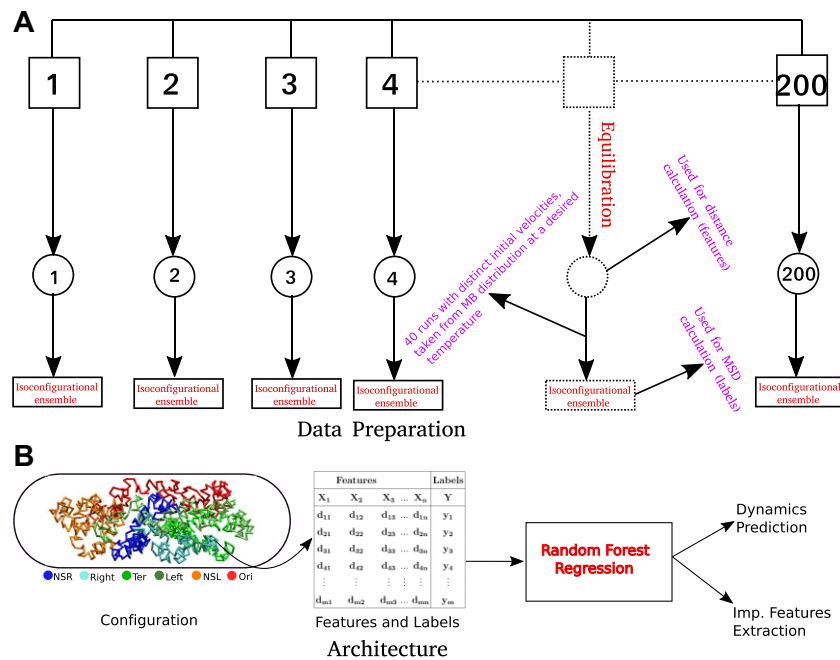 A
1 2 3 4 200
Equilibration
Used for distance
calculation (features)
40 runs with distinct initial velocities,
taken from MB distribution at a desired
temperature
1 2 3 4 200
Used for MSD
calculation (labels)
Isoconfigurational
ensemble
Isoconfigurational
ensemble
Isoconfigurational
ensemble
Isoconfigurational
ensemble
Isoconfigurational
ensemble
Isoconfigurational
ensemble
Data Preparation
B
NSR Right Ter Left NSL Ori
Configuration
Features Labels
X₁ X₂ X₃ ... Xₙ Y
d₁₁ d₁₂ d₁₃ ... d₁ₙ y₁
d₂₁ d₂₂ d₂₃ ... d₂ₙ y₂
d₃₁ d₃₂ d₃₃ ... d₃ₙ y₃
d₄₁ d₄₂ d₄₃ ... d₄ₙ y₄
⋮ ⋮ ⋮ ⋮ ⋮ ⋮
dₘ₁ dₘ₂ dₘ₃ ... dₘₙ yₘ
Features and Labels
Random Forest
Regression
Dynamics
Prediction
Imp. Features
Extraction
Architecture